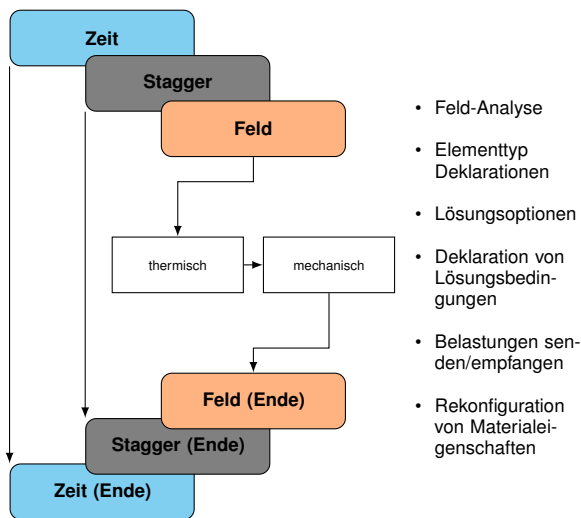 Zeit
Stagger
Feld
thermisch
mechanisch
Feld (Ende)
Stagger (Ende)
Zeit (Ende)
• Feld-Analyse
• Elementtyp
Deklarationen
• Lösungsoptionen
• Deklaration von
Lösungsbedin-
gungen
• Belastungen sen-
den/empfangen
• Rekonfiguration
von Materialei-
genschaften